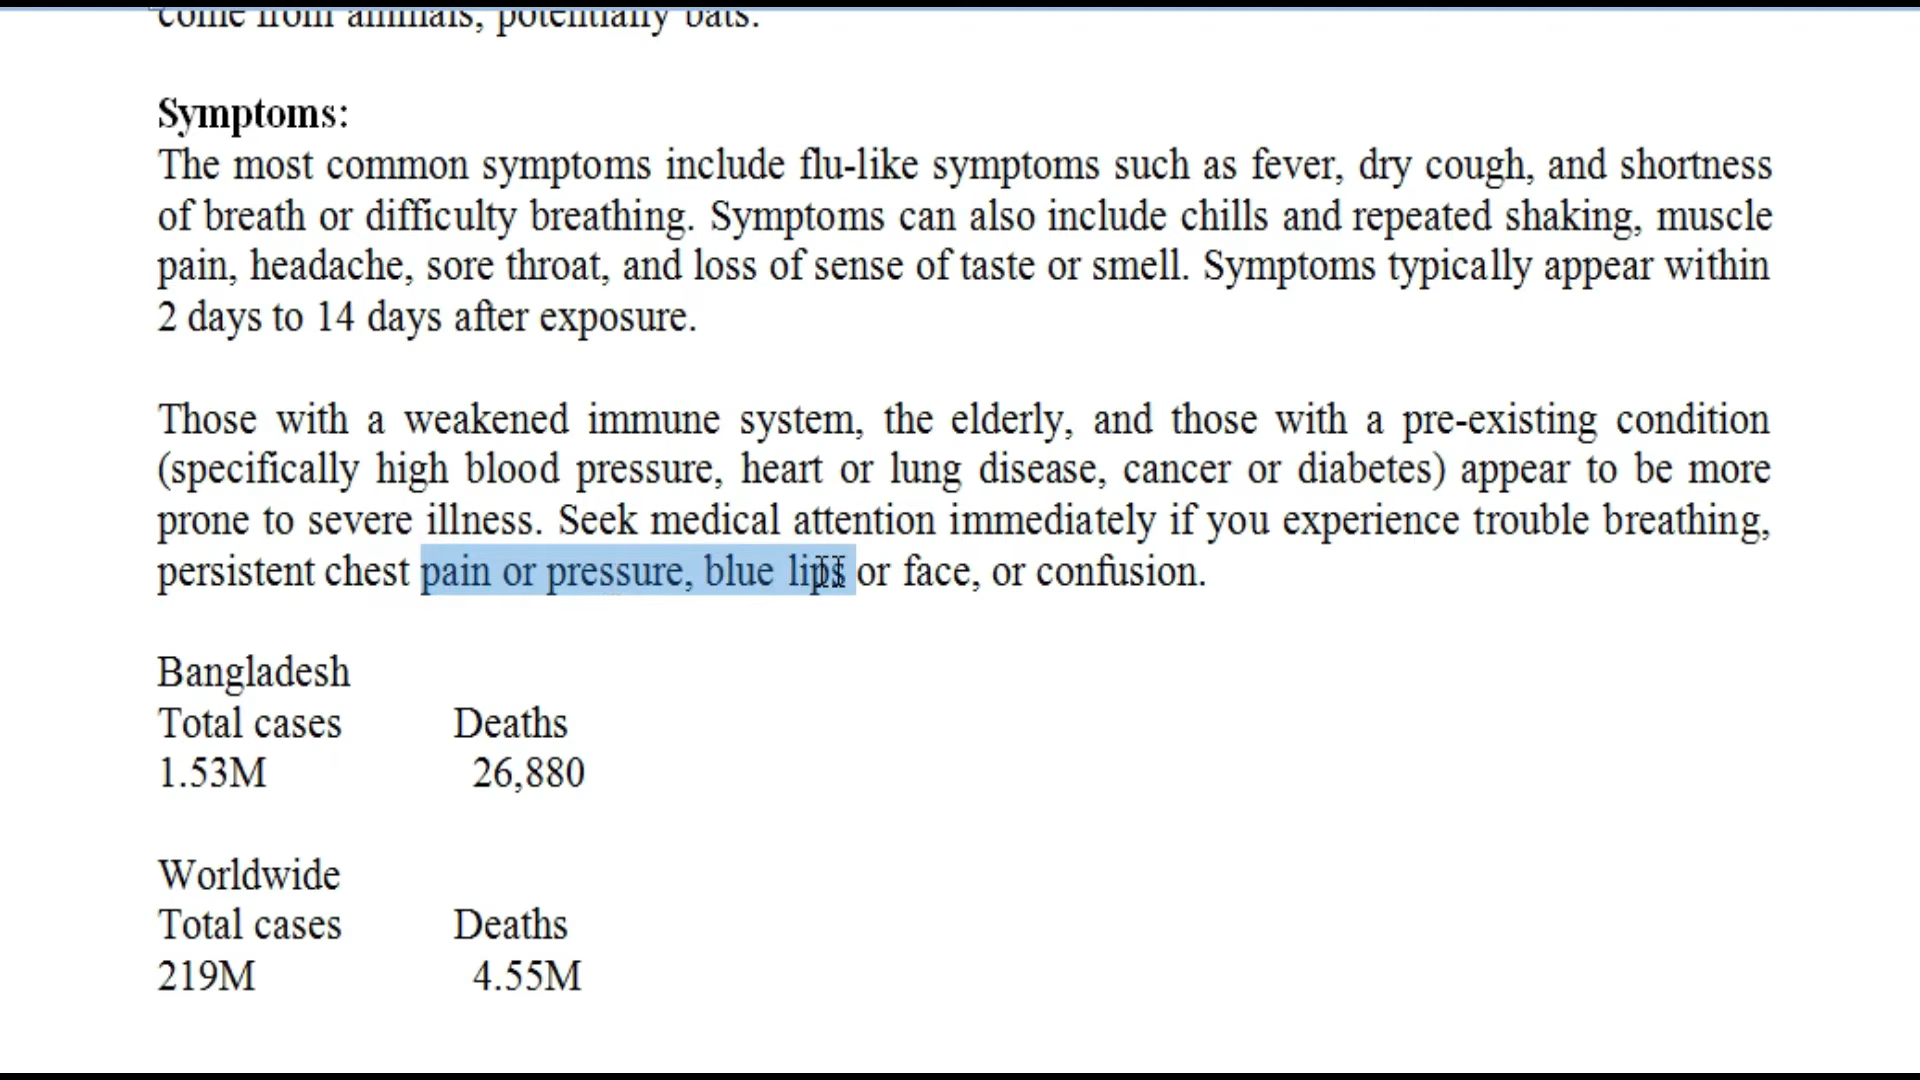 come from animals, potentially bats.
Symptoms:
The most common symptoms include flu-like symptoms such as fever, dry cough, and shortness
of breath or difficulty breathing. Symptoms can also include chills and repeated shaking, muscle
pain, headache, sore throat, and loss of sense of taste or smell. Symptoms typically appear within
2 days to 14 days after exposure.
Those with a weakened immune system, the elderly, and those with a pre-existing condition
(specifically high blood pressure, heart or lung disease, cancer or diabetes) appear to be more
prone to severe illness. Seek medical attention immediately if you experience trouble breathing,
persistent chest pain or pressure, blue lips or face, or confusion.
Bangladesh
Total cases Deaths
1.53M 26,880
Worldwide
Total cases Deaths
219M 4.55M